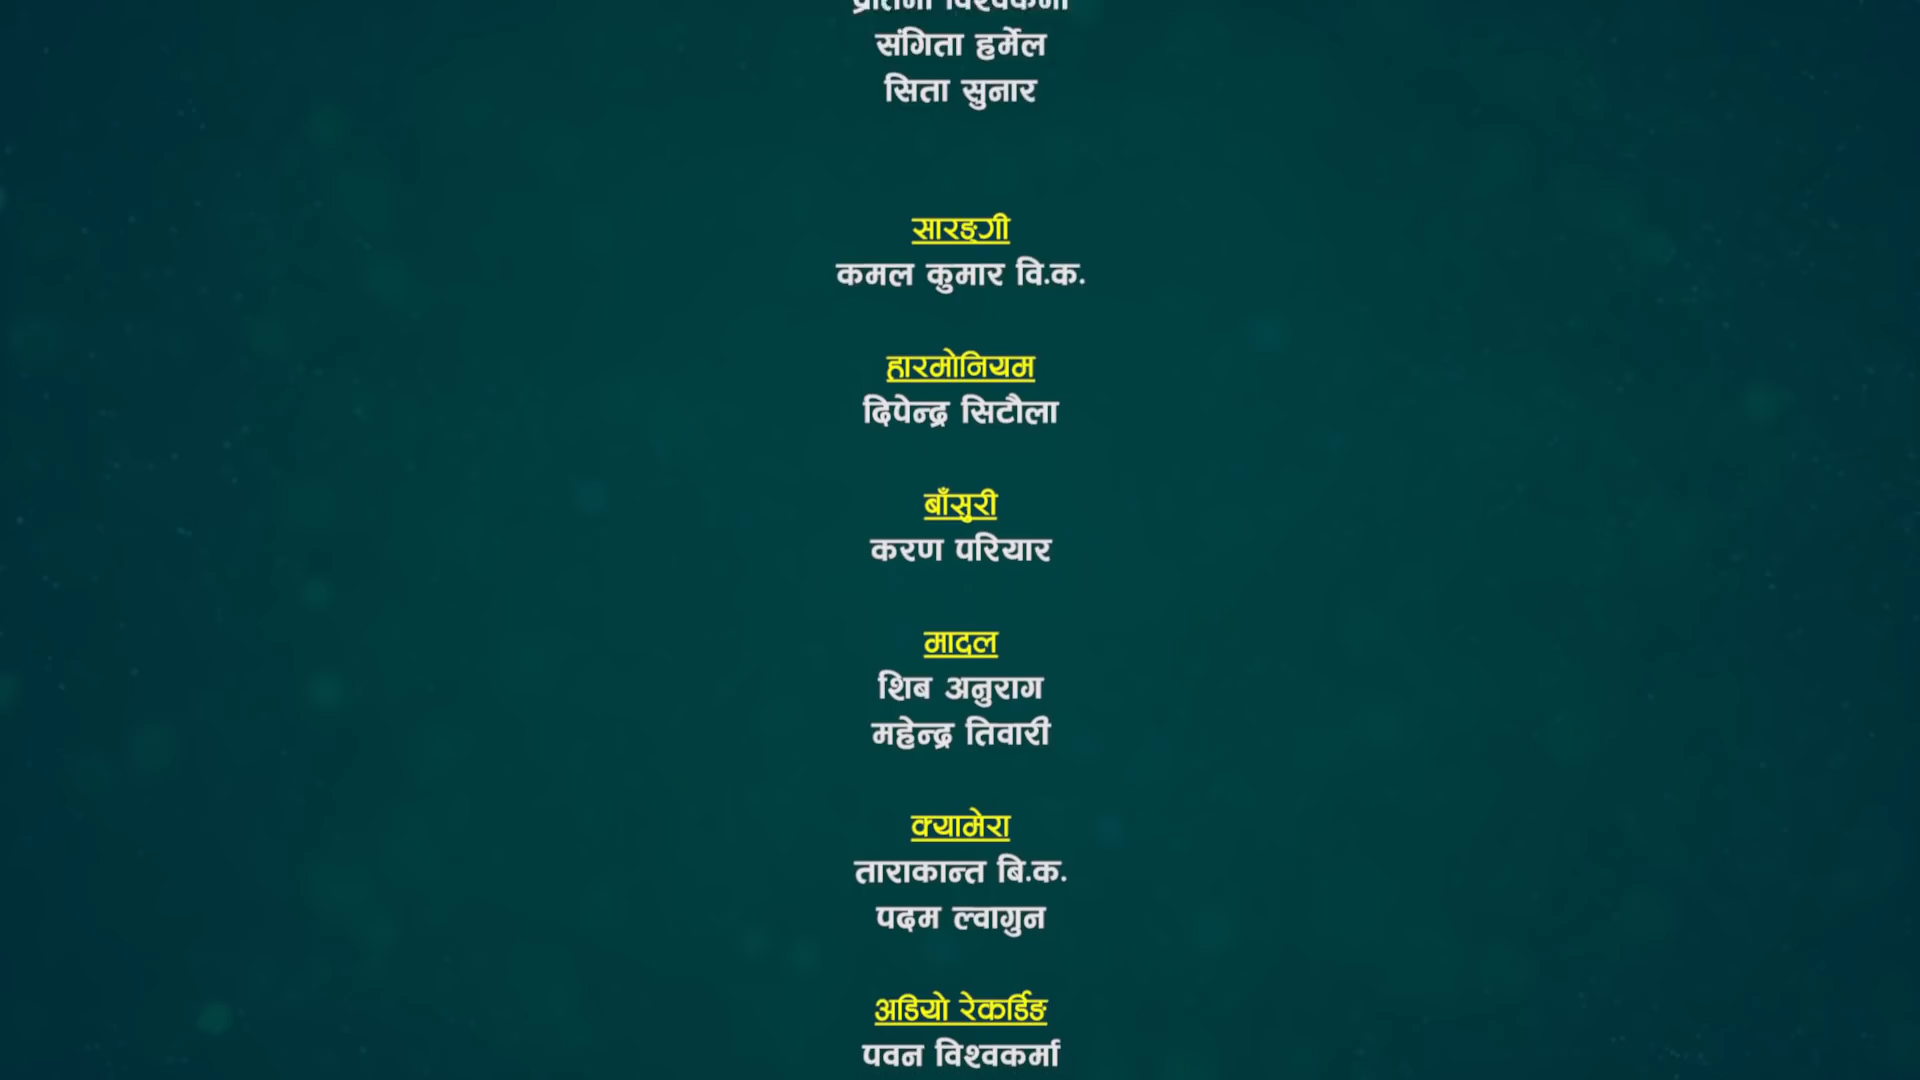 संगिता हर्मेल
सिता सुनार
सारङ्गी
कमल कुमार वि.क.
हारमोनियम
दिपेन्द्र सिटौला
बाँसुरी
करण परियार
मादल
शिब अनुराग
महेन्द्र तिवारी
क्यामेरा
ताराकान्त बि.क.
पदम ल्वागुन
अडियो रेकर्डिङ
पवन विश्वकर्मा